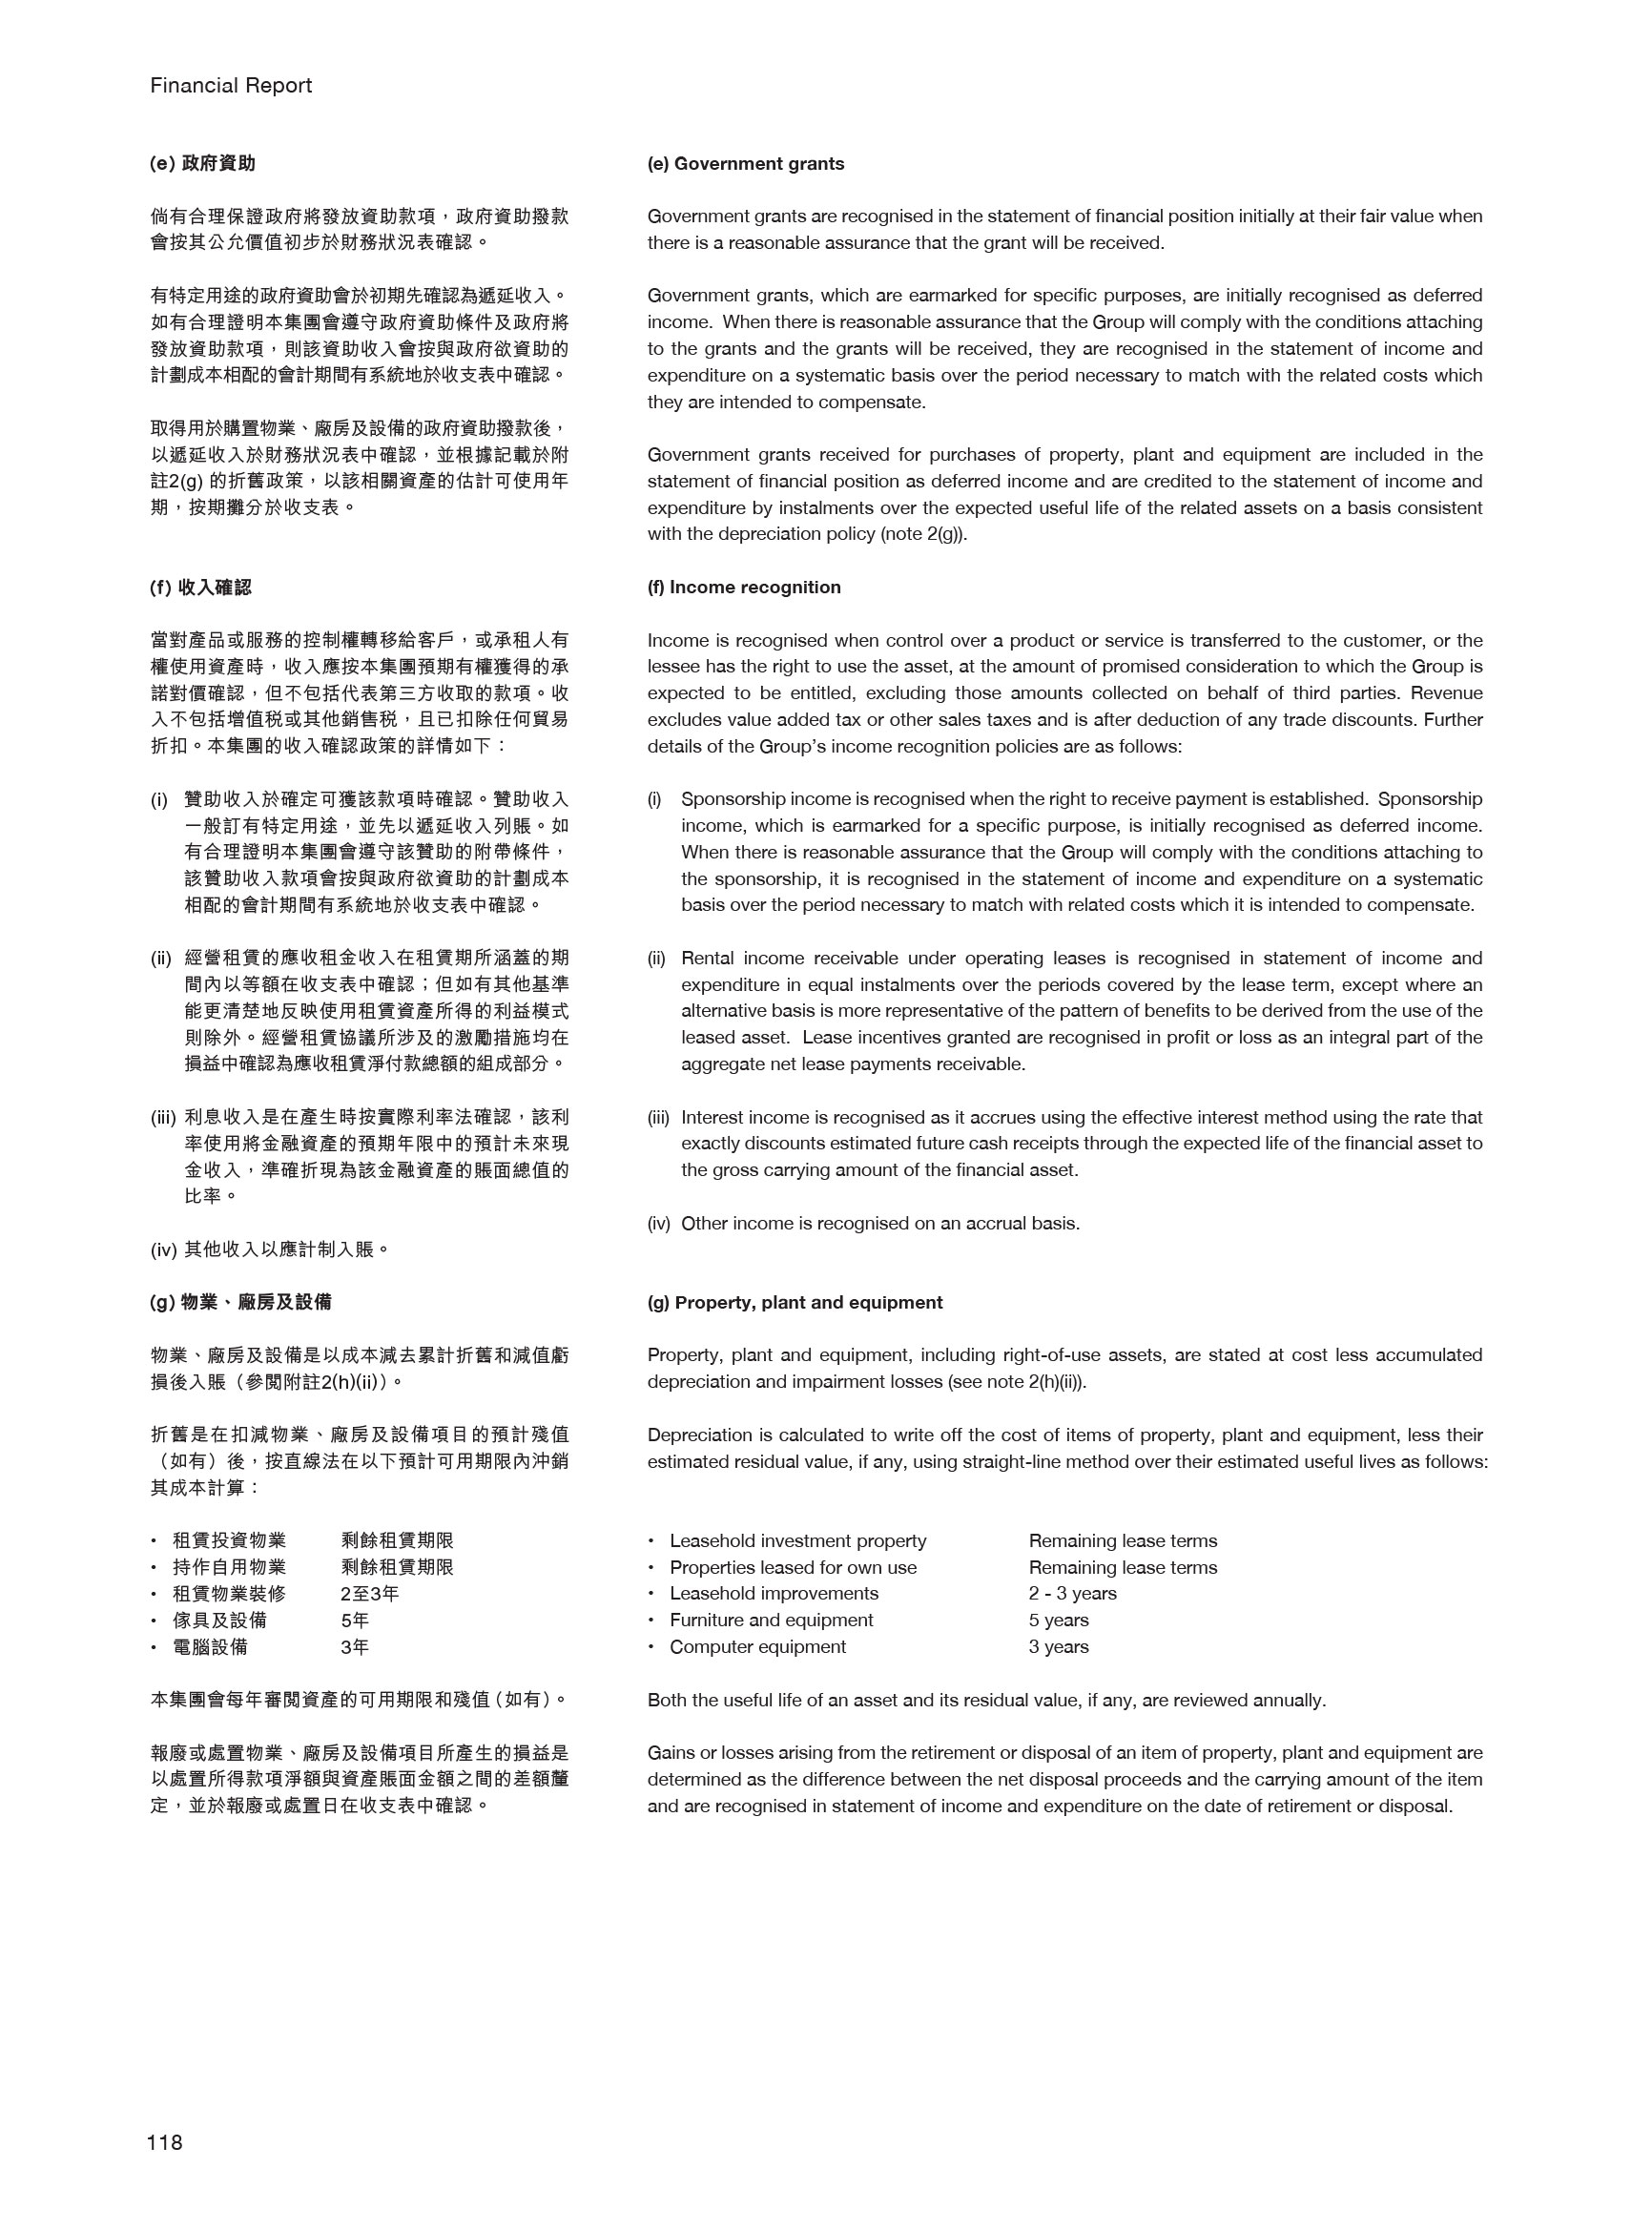 Financial Report
(e) 政府資助
倘有合理保證政府將發放資助款項，政府資助撥款
會按其公允價值初步於財務狀況表確認。
有特定用途的政府資助會於初期先確認為遞延收入。
如有合理證明本集團會遵守政府資助條件及政府將
發放資助款項，則該資助收入會按與政府欲資助的
計劃成本相配的會計期間有系統地於收支表中確認。
取得用於購置物業、廠房及設備的政府資助撥款後，
以遞延收入於財務狀況表中確認，並根據記載於附
註2(g) 的折舊政策，以該相關資產的估計可使用年
期，按期攤分於收支表。
(f) 收入確認
當對產品或服務的控制權轉移給客戶，或承租人有
權使用資產時，收入應按本集團預期有權獲得的承
諾對價確認，但不包括代表第三方收取的款項。收
入不包括增值税或其他銷售税，且已扣除任何貿易
折扣。本集團的收入確認政策的詳情如下：
(i) 贊助收入於確定可獲該款項時確認。贊助收入
一般訂有特定用途，並先以遞延收入列賬。如
有合理證明本集團會遵守該贊助的附帶條件，
該贊助收入款項會按與政府欲資助的計劃成本
相配的會計期間有系統地於收支表中確認。
(ii) 經營租賃的應收租金收入在租賃期所涵蓋的期
間內以等額在收支表中確認；但如有其他基準
能更清楚地反映使用租賃資產所得的利益模式
則除外。經營租賃協議所涉及的激勵措施均在
損益中確認為應收租賃淨付款總額的組成部分。
(iii) 利息收入是在產生時按實際利率法確認，該利
率使用將金融資產的預期年限中的預計未來現
金收入，準確折現為該金融資產的賬面總值的
比率。
(iv) 其他收入以應計制入賬。
(g) 物業、廠房及設備
物業、廠房及設備是以成本減去累計折舊和減值虧
損後入賬（參閱附註2(h)(ii)）。
折舊是在扣減物業、廠房及設備項目的預計殘值
（如有）後，按直線法在以下預計可用期限內沖銷
其成本計算：
• 租賃投資物業 剩餘租賃期限
• 持作自用物業 剩餘租賃期限
• 租賃物業裝修 2至3年
• 傢具及設備 5年
• 電腦設備 3年
本集團會每年審閱資產的可用期限和殘值（如有）。
報廢或處置物業、廠房及設備項目所產生的損益是
以處置所得款項淨額與資產賬面金額之間的差額釐
定，並於報廢或處置日在收支表中確認。
(e) Government grants
Government grants are recognised in the statement of financial position initially at their fair value when
there is a reasonable assurance that the grant will be received.
Government grants, which are earmarked for specific purposes, are initially recognised as deferred
income. When there is reasonable assurance that the Group will comply with the conditions attaching
to the grants and the grants will be received, they are recognised in the statement of income and
expenditure on a systematic basis over the period necessary to match with the related costs which
they are intended to compensate.
Government grants received for purchases of property, plant and equipment are included in the
statement of financial position as deferred income and are credited to the statement of income and
expenditure by instalments over the expected useful life of the related assets on a basis consistent
with the depreciation policy (note 2(g)).
(f) Income recognition
Income is recognised when control over a product or service is transferred to the customer, or the
lessee has the right to use the asset, at the amount of promised consideration to which the Group is
expected to be entitled, excluding those amounts collected on behalf of third parties. Revenue
excludes value added tax or other sales taxes and is after deduction of any trade discounts. Further
details of the Group’s income recognition policies are as follows:
(i) Sponsorship income is recognised when the right to receive payment is established. Sponsorship
income, which is earmarked for a specific purpose, is initially recognised as deferred income.
When there is reasonable assurance that the Group will comply with the conditions attaching to
the sponsorship, it is recognised in the statement of income and expenditure on a systematic
basis over the period necessary to match with related costs which it is intended to compensate.
(ii) Rental income receivable under operating leases is recognised in statement of income and
expenditure in equal instalments over the periods covered by the lease term, except where an
alternative basis is more representative of the pattern of benefits to be derived from the use of the
leased asset. Lease incentives granted are recognised in profit or loss as an integral part of the
aggregate net lease payments receivable.
(iii) Interest income is recognised as it accrues using the effective interest method using the rate that
exactly discounts estimated future cash receipts through the expected life of the financial asset to
the gross carrying amount of the financial asset.
(iv) Other income is recognised on an accrual basis.
(g) Property, plant and equipment
Property, plant and equipment, including right-of-use assets, are stated at cost less accumulated
depreciation and impairment losses (see note 2(h)(ii)).
Depreciation is calculated to write off the cost of items of property, plant and equipment, less their
estimated residual value, if any, using straight-line method over their estimated useful lives as follows:
• Leasehold investment property Remaining lease terms
• Properties leased for own use Remaining lease terms
• Leasehold improvements 2 - 3 years
• Furniture and equipment 5 years
• Computer equipment 3 years
Both the useful life of an asset and its residual value, if any, are reviewed annually.
Gains or losses arising from the retirement or disposal of an item of property, plant and equipment are
determined as the difference between the net disposal proceeds and the carrying amount of the item
and are recognised in statement of income and expenditure on the date of retirement or disposal.
118